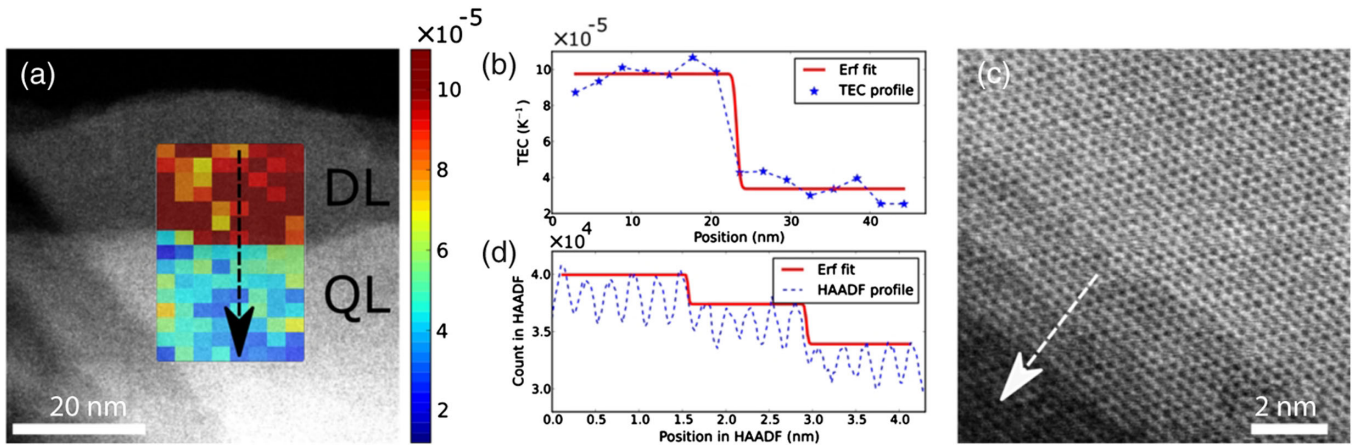 (a)
DL
QL
20 nm
×10⁻⁵
10
8
6
4
2
×10⁻⁵
(b)
Erf fit
TEC profile
TEC (K⁻¹)
10
8
6
4
2
0
10
20
30
40
Position (nm)
×10⁴
(d)
Erf fit
HAADF profile
Count in HAADF
4.0
3.5
3.0
0.0
0.5
1.0
1.5
2.0
2.5
3.0
3.5
4.0
Position in HAADF (nm)
(c)
2 nm